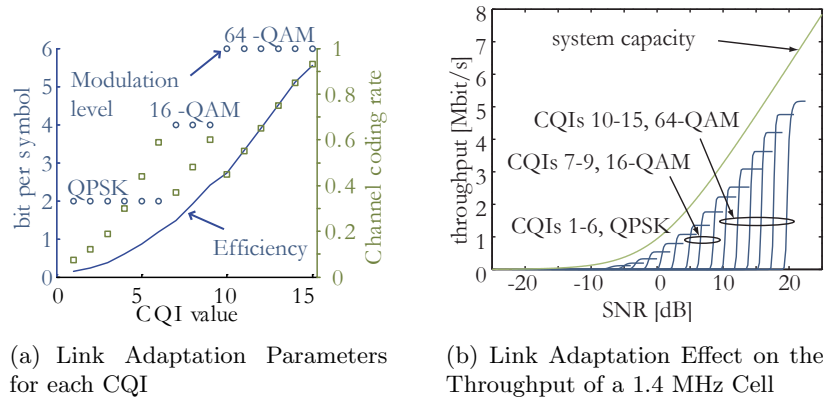 64 -QAM
Modulation
level
16 -QAM
QPSK
Efficiency
bit per symbol
6
5
4
3
2
1
0
0
5
10
15
CQI value
1
0.8
0.6
0.4
0.2
0
Channel coding rate
(a) Link Adaptation Parameters
for each CQI
system capacity
CQIs 10-15, 64-QAM
CQIs 7-9, 16-QAM
CQIs 1-6, QPSK
throughput [Mbit/s]
8
7
6
5
4
3
2
1
0
-20
-10
0
10
20
SNR [dB]
(b) Link Adaptation Effect on the
Throughput of a 1.4 MHz Cell